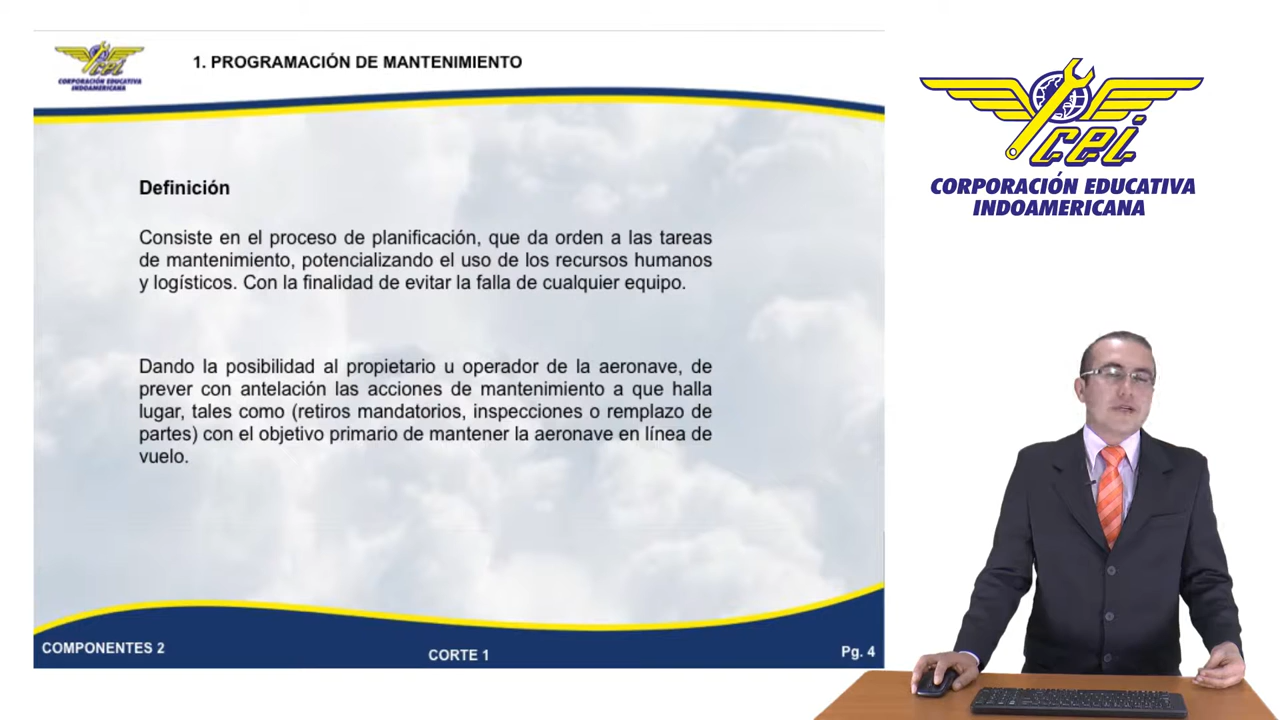 CORPORACIÓN EDUCATIVA
INDOAMERICANA
1. PROGRAMACIÓN DE MANTENIMIENTO
Definición
Consiste en el proceso de planificación, que da orden a las tareas
de mantenimiento, potencializando el uso de los recursos humanos
y logísticos. Con la finalidad de evitar la falla de cualquier equipo.
Dando la posibilidad al propietario u operador de la aeronave, de
prever con antelación las acciones de mantenimiento a que halla
lugar, tales como (retiros mandatorios, inspecciones o remplazo de
partes) con el objetivo primario de mantener la aeronave en línea de
vuelo.
COMPONENTES 2
CORTE 1
Pg. 4
cei
CORPORACIÓN EDUCATIVA
INDOAMERICANA